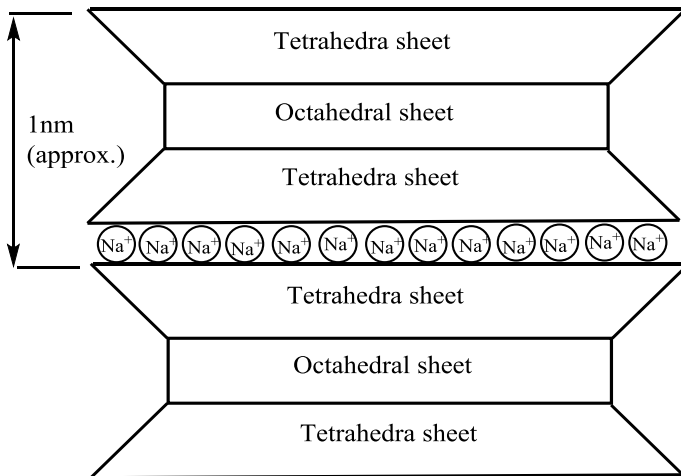 Tetrahedra sheet
Octahedral sheet
1nm
(approx.)
Tetrahedra sheet
Na+ Na+ Na+ Na+ Na+ Na+ Na+ Na+ Na+ Na+ Na+ Na+ Na+
Tetrahedra sheet
Octahedral sheet
Tetrahedra sheet